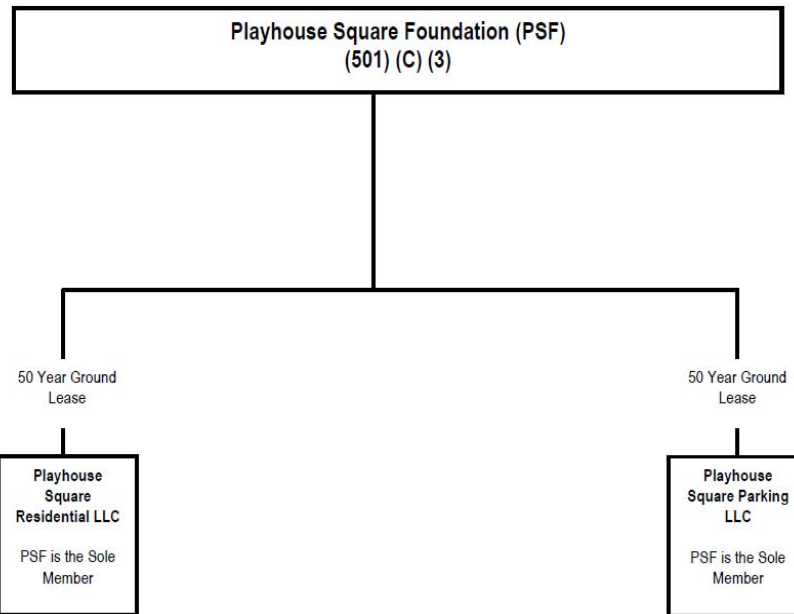 Playhouse Square Foundation (PSF)
(501) (C) (3)
50 Year Ground
Lease
50 Year Ground
Lease
Playhouse
Square
Residential LLC
PSF is the Sole
Member
Playhouse
Square Parking
LLC
PSF is the Sole
Member